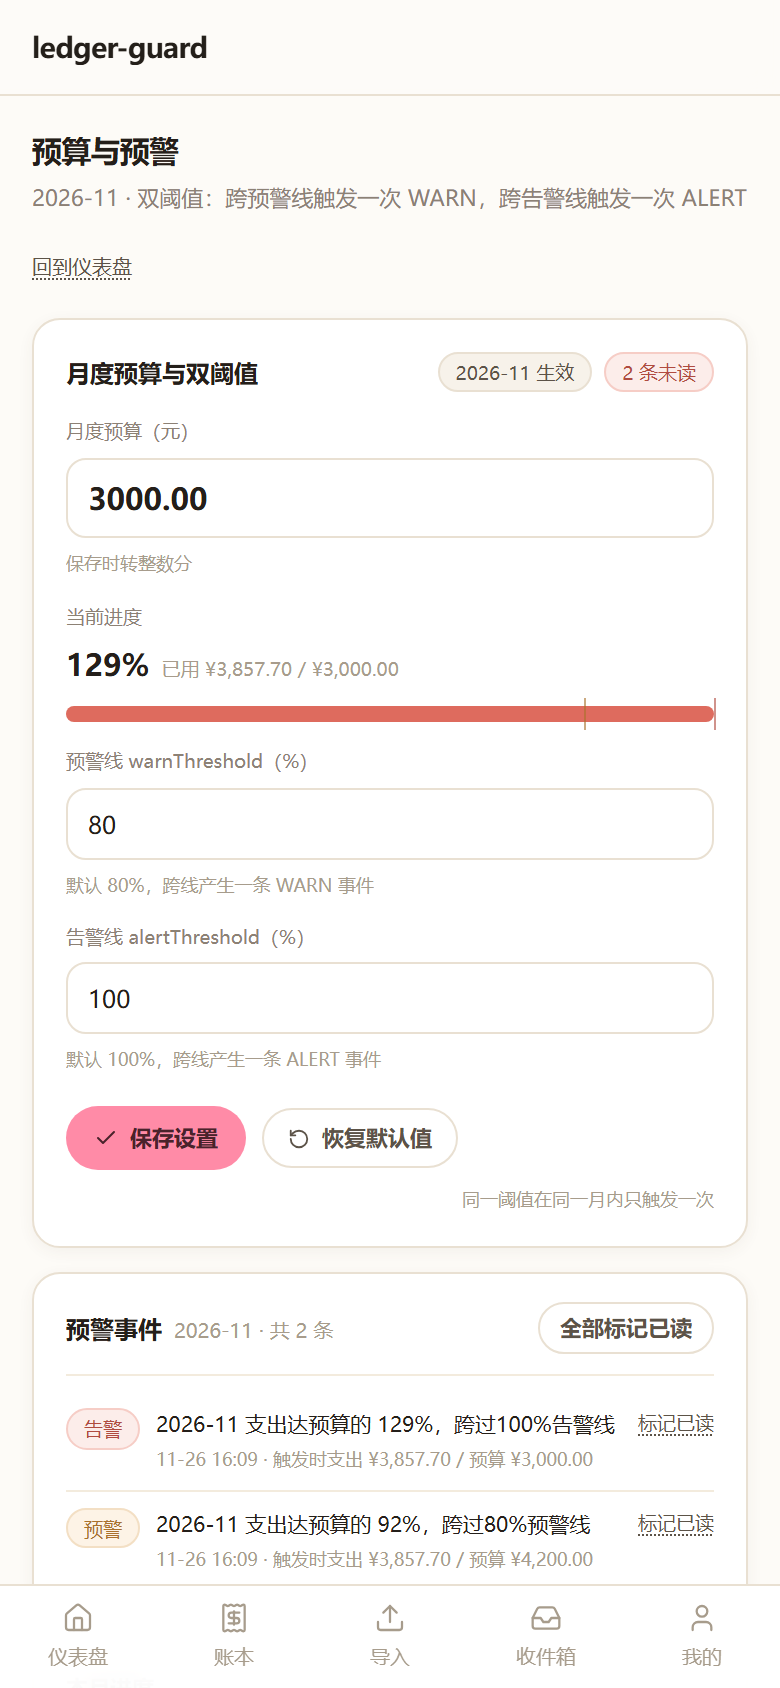 ledger-guard
预算与预警
2026-11 · 双阈值：跨预警线触发一次 WARN，跨告警线触发一次 ALERT
回到仪表盘
月度预算与双阈值
2026-11 生效
2 条未读
月度预算（元）
3000.00
保存时转整数分
当前进度
129% 已用 ¥3,857.70 / ¥3,000.00
预警线 warnThreshold（%）
80
默认 80%，跨线产生一条 WARN 事件
告警线 alertThreshold（%）
100
默认 100%，跨线产生一条 ALERT 事件
保存设置
恢复默认值
同一阈值在同一月内只触发一次
预警事件 2026-11 · 共 2 条
全部标记已读
告警
2026-11 支出达预算的 129%，跨过100%告警线
标记已读
11-26 16:09 · 触发时支出 ¥3,857.70 / 预算 ¥3,000.00
预警
2026-11 支出达预算的 92%，跨过80%预警线
标记已读
11-26 16:09 · 触发时支出 ¥3,857.70 / 预算 ¥4,200.00
仪表盘
账本
导入
收件箱
我的